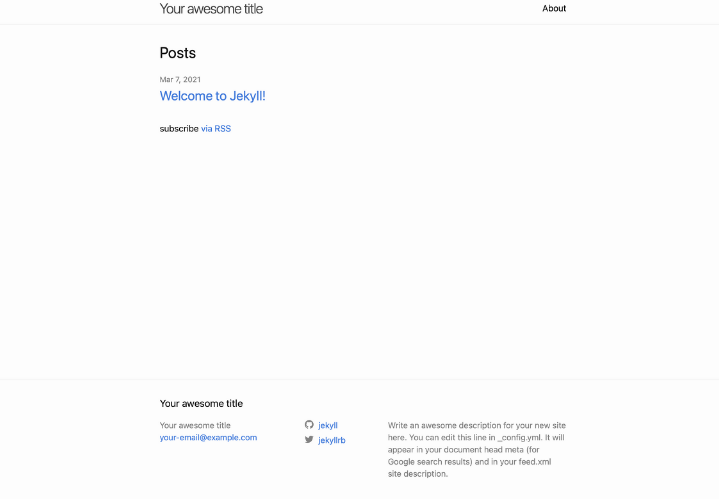 Your awesome title
About
Posts
Mar 7, 2021
Welcome to Jekyll!
subscribe via RSS
Your awesome title
Your awesome title
your-email@example.com
jekyll
jekyllrb
Write an awesome description for your new site
here. You can edit this line in _config.yml. It will
appear in your document head meta (for
Google search results) and in your feed.xml
site description.